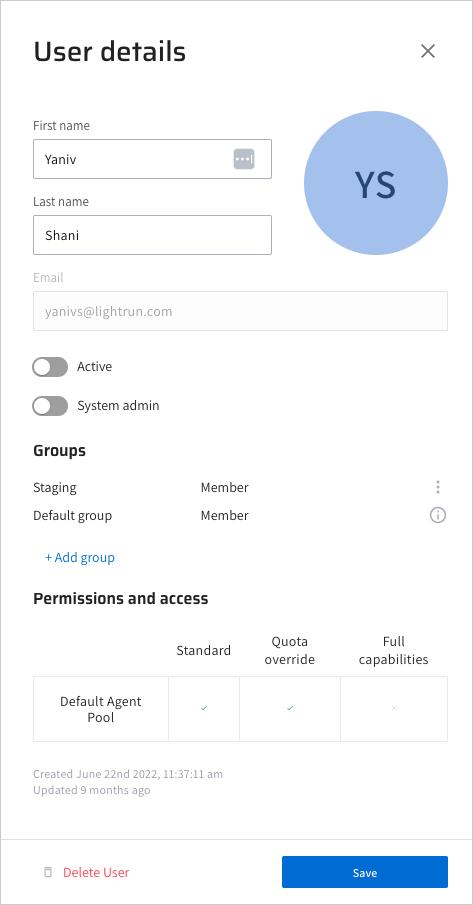 User details
First name
Yaniv
YS
Last name
Shani
Email
yanivs@lightrun.com
Active
System admin
Groups
Staging Member
Default group Member
+ Add group
Permissions and access
Standard Quota override Full capabilities
Default Agent
Pool
Created June 22nd 2022, 11:37:11 am
Updated 9 months ago
Delete User
Save